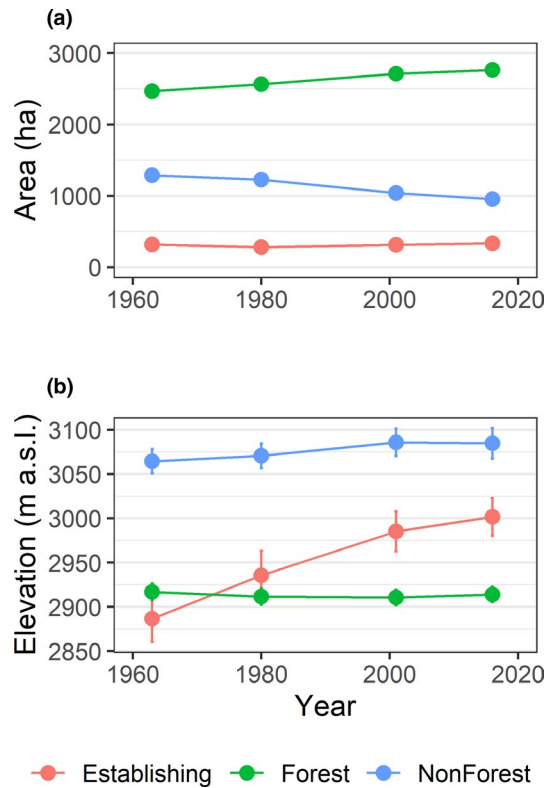 (a)
Area (ha)
3000
2000
1000
0
1960 1980 2000 2020
(b)
Elevation (m a.s.l.)
3100
3050
3000
2950
2900
2850
1960 1980 2000 2020
Year
Establishing Forest NonForest